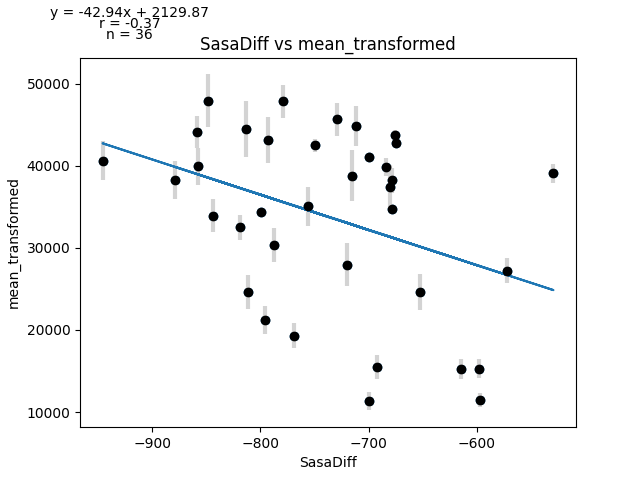 y = -42.94x + 2129.87
r = -0.37
n = 36
SasaDiff vs mean_transformed
50000
40000
30000
20000
10000
mean_transformed
−900
−800
−700
−600
SasaDiff